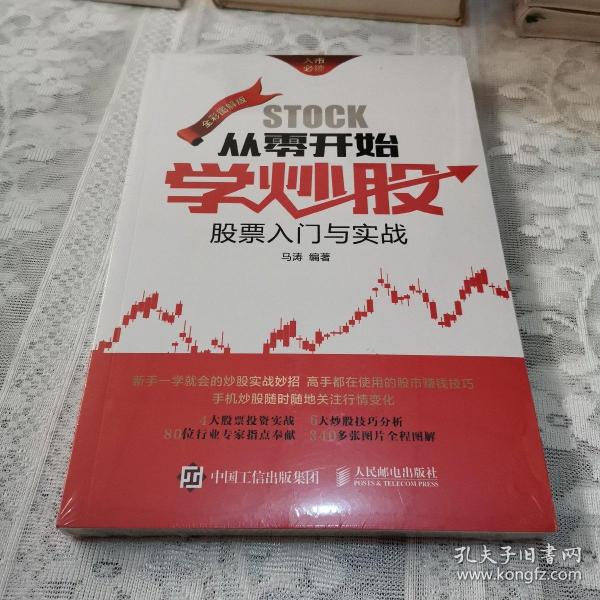 入市
必读
全彩图解版
STOCK
从零开始
学炒股
股票入门与实战
马涛 编著
新手一学就会的炒股实战妙招 高手都在使用的股市赚钱技巧
手机炒股随时随地关注行情变化
4大股票投资实战 6大炒股技巧分析
80位行业专家指点奉献 340多张图片全程图解
中国工信出版集团 人民邮电出版社
POSTS & TELECOM PRESS
孔夫子旧书网
www.kongfz.com